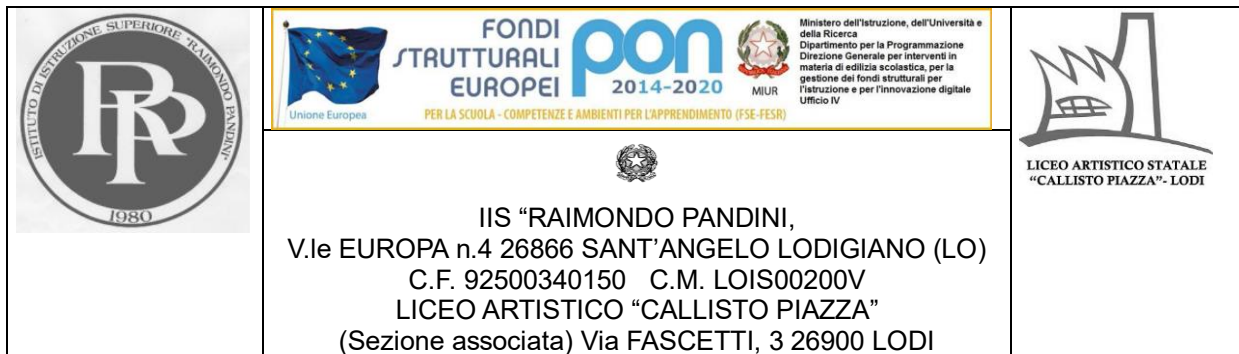 ISTITUTO DI ISTRUZIONE SUPERIORE "RAIMONDO PANDINI"
RP
1980
Unione Europea
FONDI
STRUTTURALI
EUROPEI
pon
2014-2020
MIUR
Ministero dell'Istruzione, dell'Università e
della Ricerca
Dipartimento per la Programmazione
Direzione Generale per interventi in
materia di edilizia scolastica, per la
gestione dei fondi strutturali per
l'istruzione e per l'innovazione digitale
Ufficio IV
PER LA SCUOLA - COMPETENZE E AMBIENTI PER L'APPRENDIMENTO (FSE-FESR)
LICEO ARTISTICO STATALE
“CALLISTO PIAZZA”- LODI
IIS “RAIMONDO PANDINI,
V.le EUROPA n.4 26866 SANT’ANGELO LODIGIANO (LO)
C.F. 92500340150 C.M. LOIS00200V
LICEO ARTISTICO “CALLISTO PIAZZA”
(Sezione associata) Via FASCETTI, 3 26900 LODI